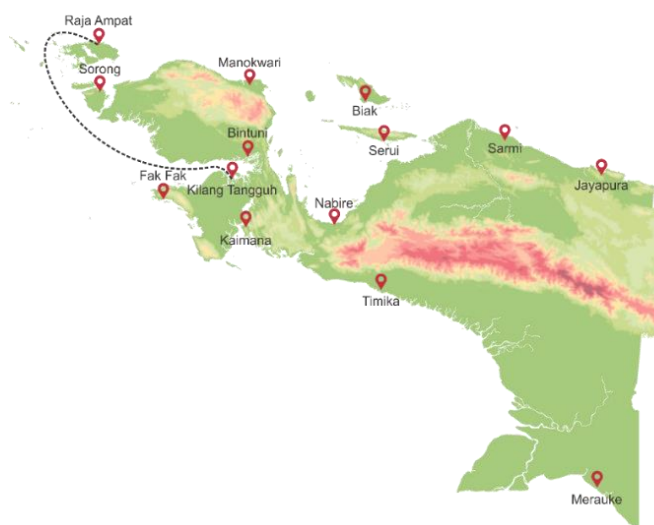 Raja Ampat
Sorong
Manokwari
Biak
Bintuni
Serui
Sarmi
Fak Fak
Kilang Tangguh
Jayapura
Nabire
Kaimana
Timika
Merauke